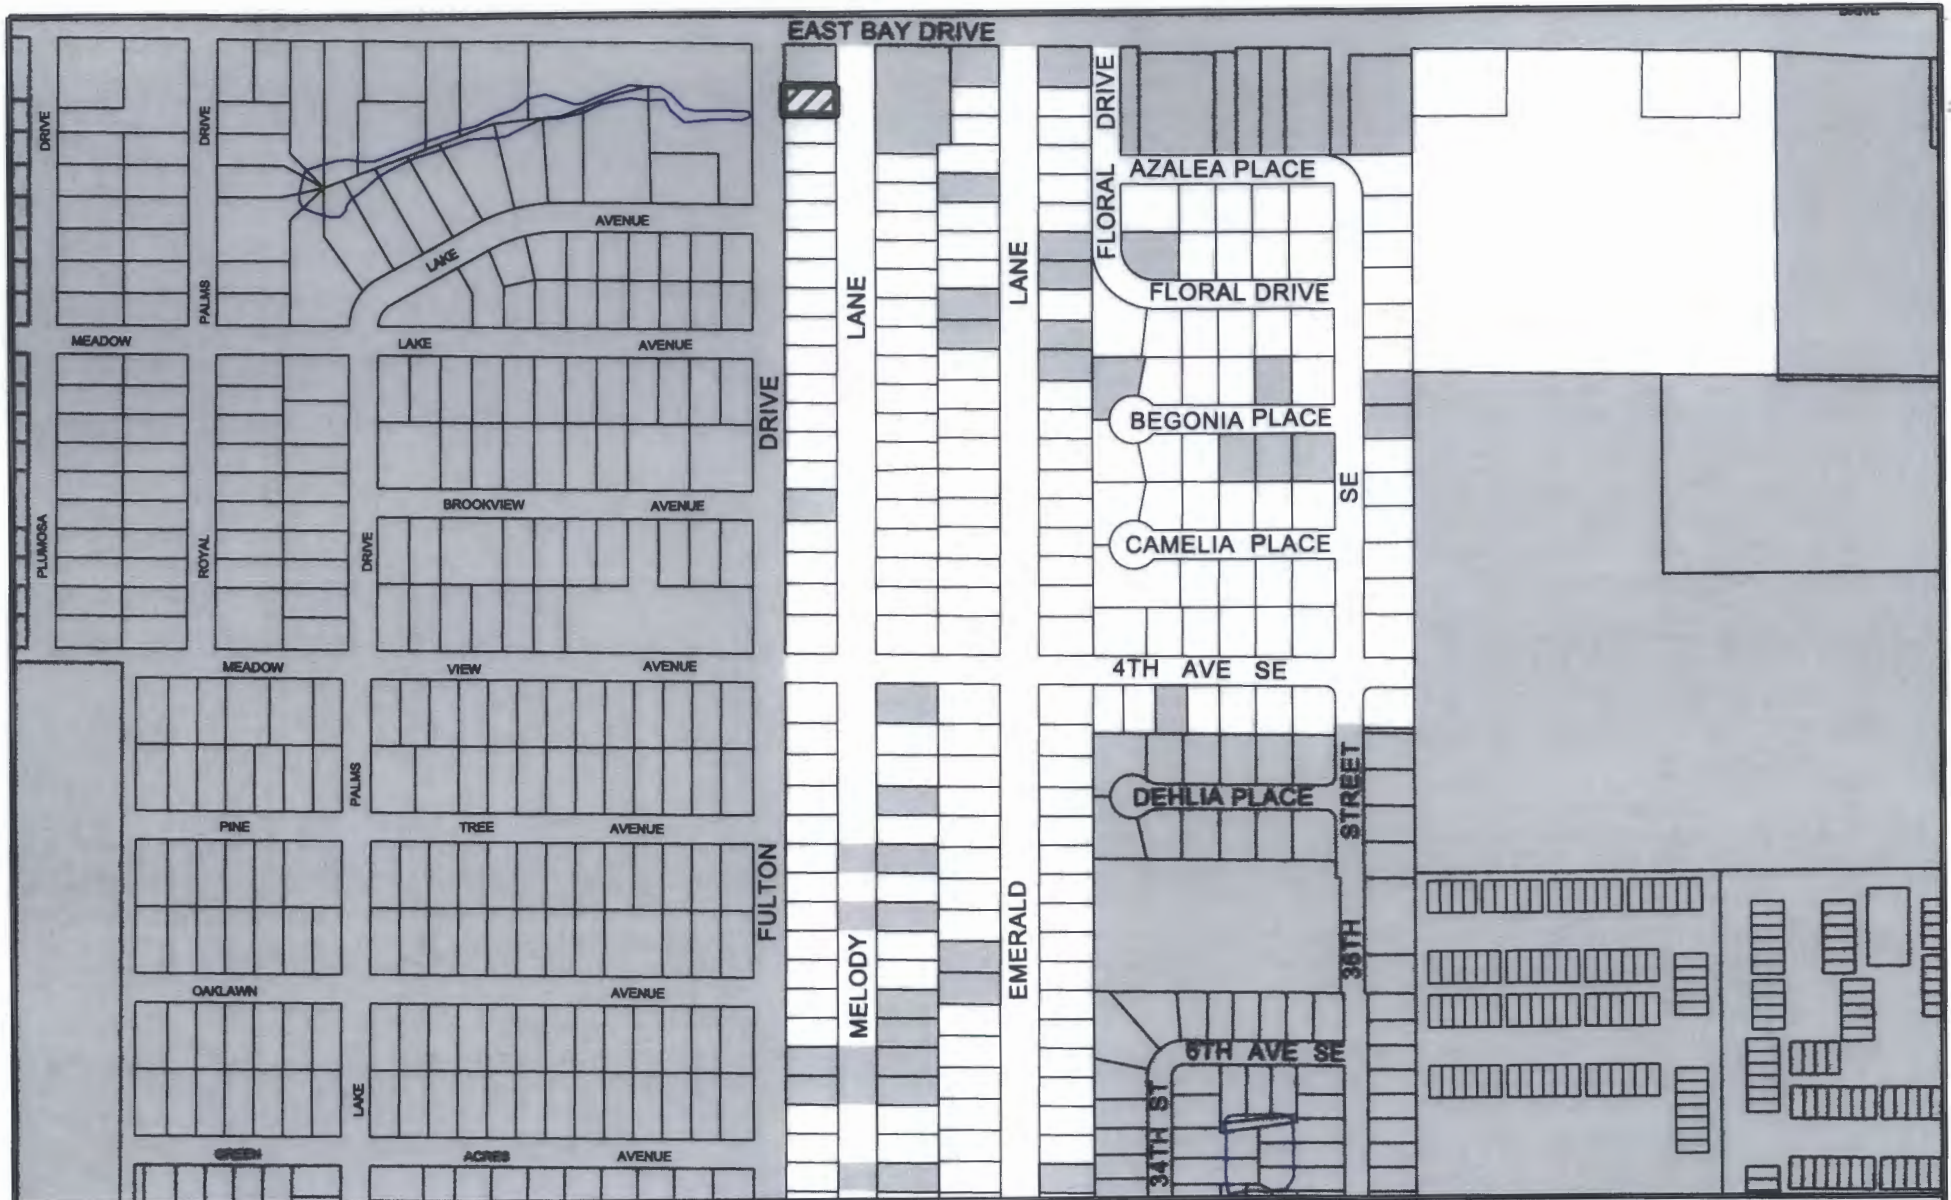 EAST BAY DRIVE
DRIVE
DRIVE
DRIVE
AZALEA PLACE
AVENUE
LAKE
FLORAL
PALMS
LANE
LANE
FLORAL DRIVE
MEADOW
LAKE
AVENUE
DRIVE
BEGONIA PLACE
BROOKVIEW
AVENUE
SE
PLUMOSA
ROYAL
DRIVE
CAMELIA PLACE
MEADOW
VIEW
AVENUE
4TH AVE SE
PALMS
STREET
DEHLIA PLACE
PINE
TREE
AVENUE
FULTON
EMERALD
36TH
MELODY
OAKLAWN
AVENUE
6TH AVE SE
LAKE
34TH ST
GREEN
ACRES
AVENUE